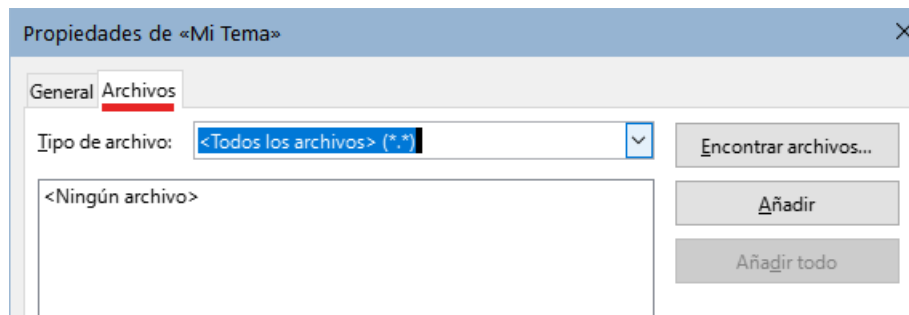 Propiedades de «Mi Tema»
General Archivos
Tipo de archivo: <Todos los archivos> (*.*)
Encontrar archivos...
<Ningún archivo>
Añadir
Añadir todo